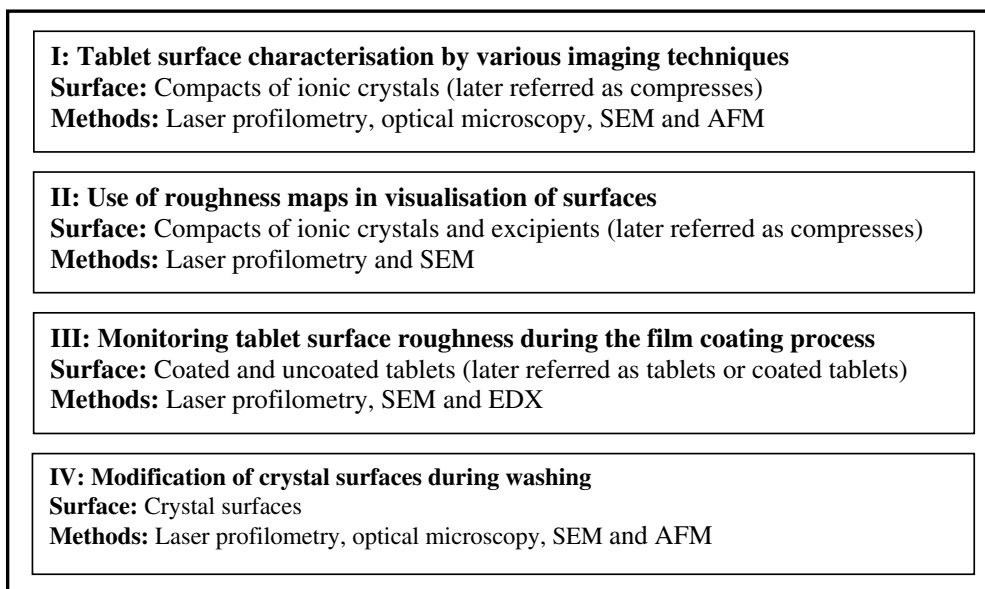 I: Tablet surface characterisation by various imaging techniques
Surface: Compacts of ionic crystals (later referred as compresses)
Methods: Laser profilometry, optical microscopy, SEM and AFM
II: Use of roughness maps in visualisation of surfaces
Surface: Compacts of ionic crystals and excipients (later referred as compresses)
Methods: Laser profilometry and SEM
III: Monitoring tablet surface roughness during the film coating process
Surface: Coated and uncoated tablets (later referred as tablets or coated tablets)
Methods: Laser profilometry, SEM and EDX
IV: Modification of crystal surfaces during washing
Surface: Crystal surfaces
Methods: Laser profilometry, optical microscopy, SEM and AFM